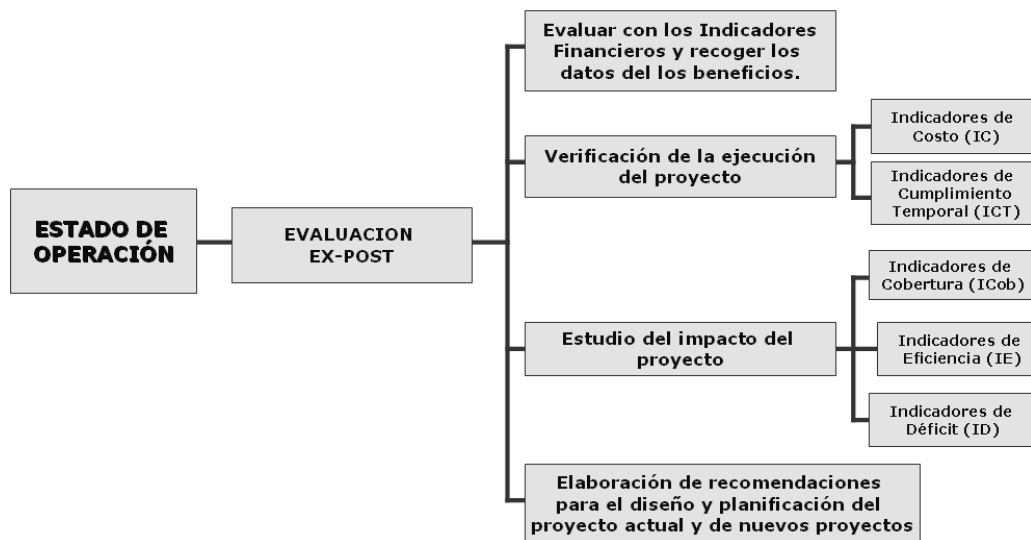 ESTADO DE
OPERACIÓN
EVALUACION
EX-POST
Evaluar con los Indicadores
Financieros y recoger los
datos del los beneficios.
Verificación de la ejecución
del proyecto
Indicadores de
Costo (IC)
Indicadores de
Cumplimiento
Temporal (ICT)
Estudio del impacto del
proyecto
Indicadores de
Cobertura (ICob)
Indicadores de
Eficiencia (IE)
Indicadores de
Déficit (ID)
Elaboración de recomendaciones
para el diseño y planificación del
proyecto actual y de nuevos proyectos